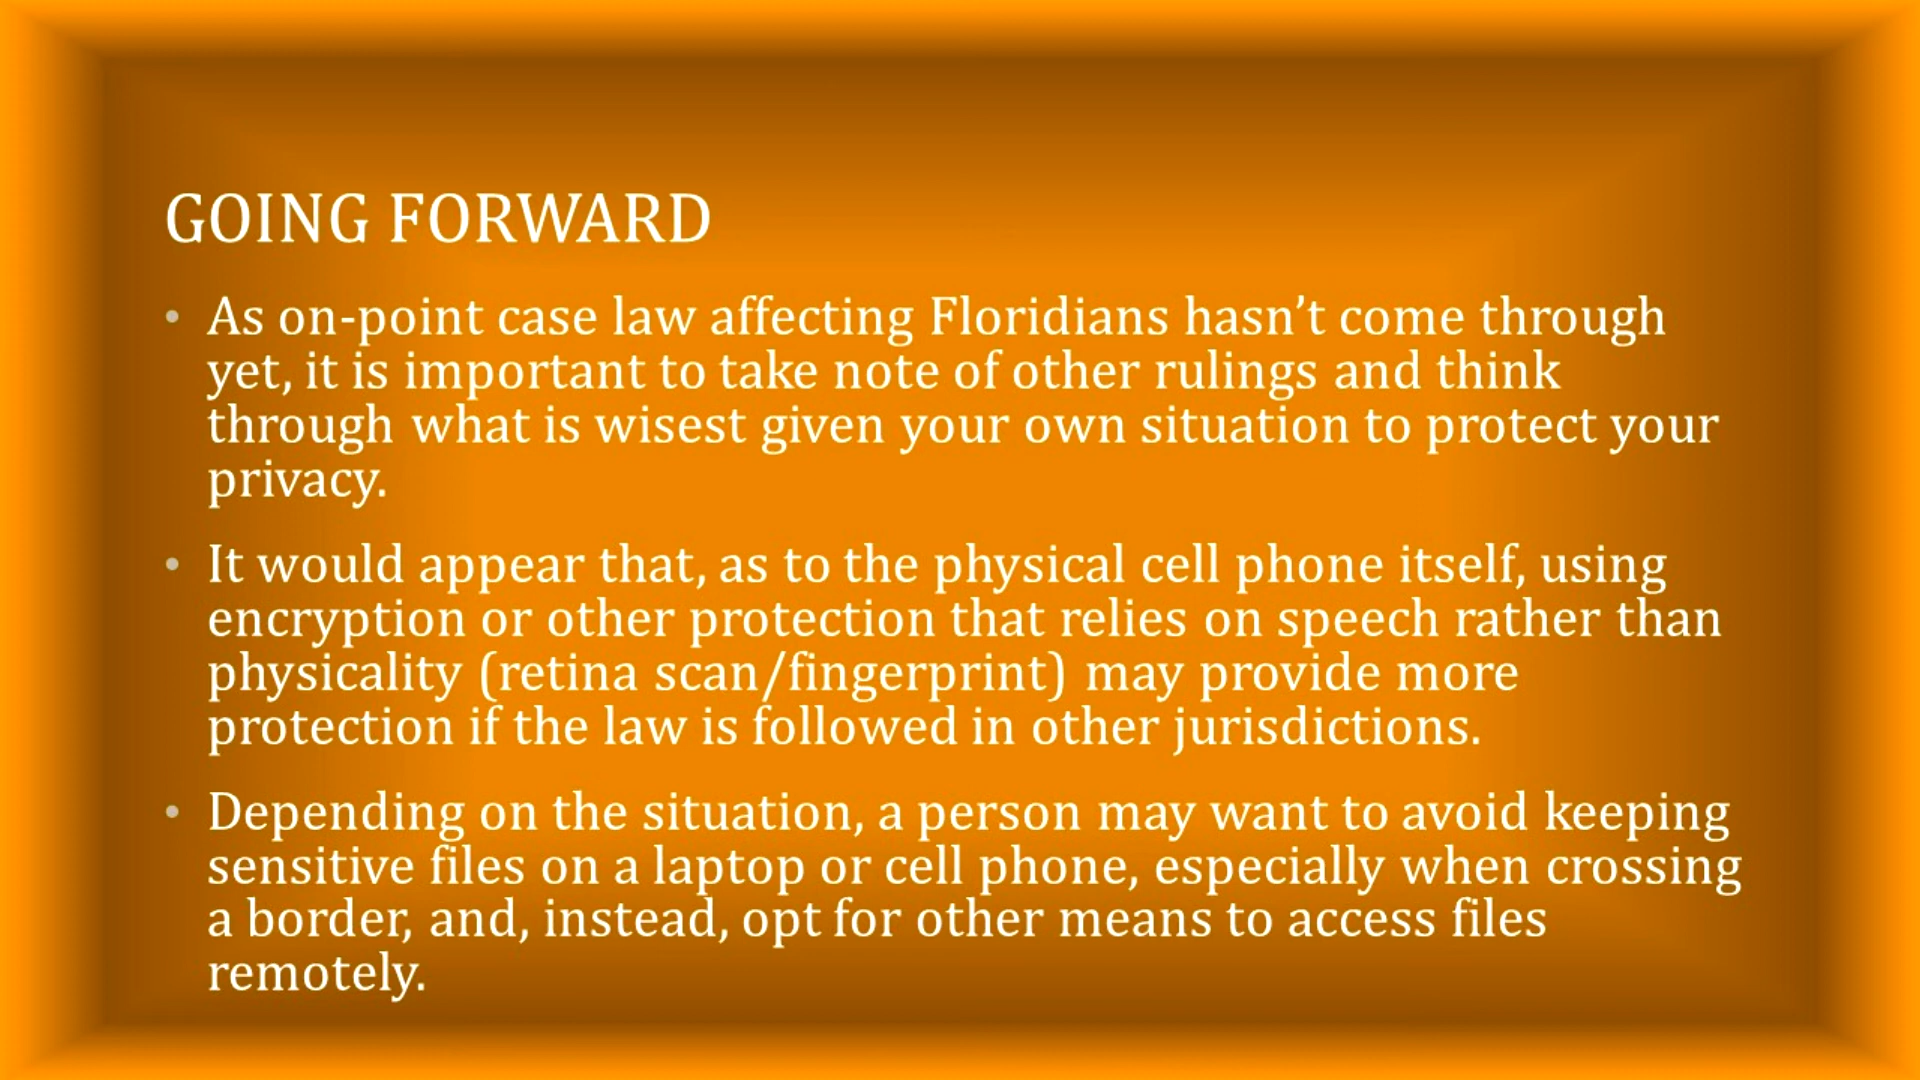 GOING FORWARD
• As on-point case law affecting Floridians hasn’t come through
yet, it is important to take note of other rulings and think
through what is wisest given your own situation to protect your
privacy.
• It would appear that, as to the physical cell phone itself, using
encryption or other protection that relies on speech rather than
physicality (retina scan/fingerprint) may provide more
protection if the law is followed in other jurisdictions.
• Depending on the situation, a person may want to avoid keeping
sensitive files on a laptop or cell phone, especially when crossing
a border, and, instead, opt for other means to access files
remotely.